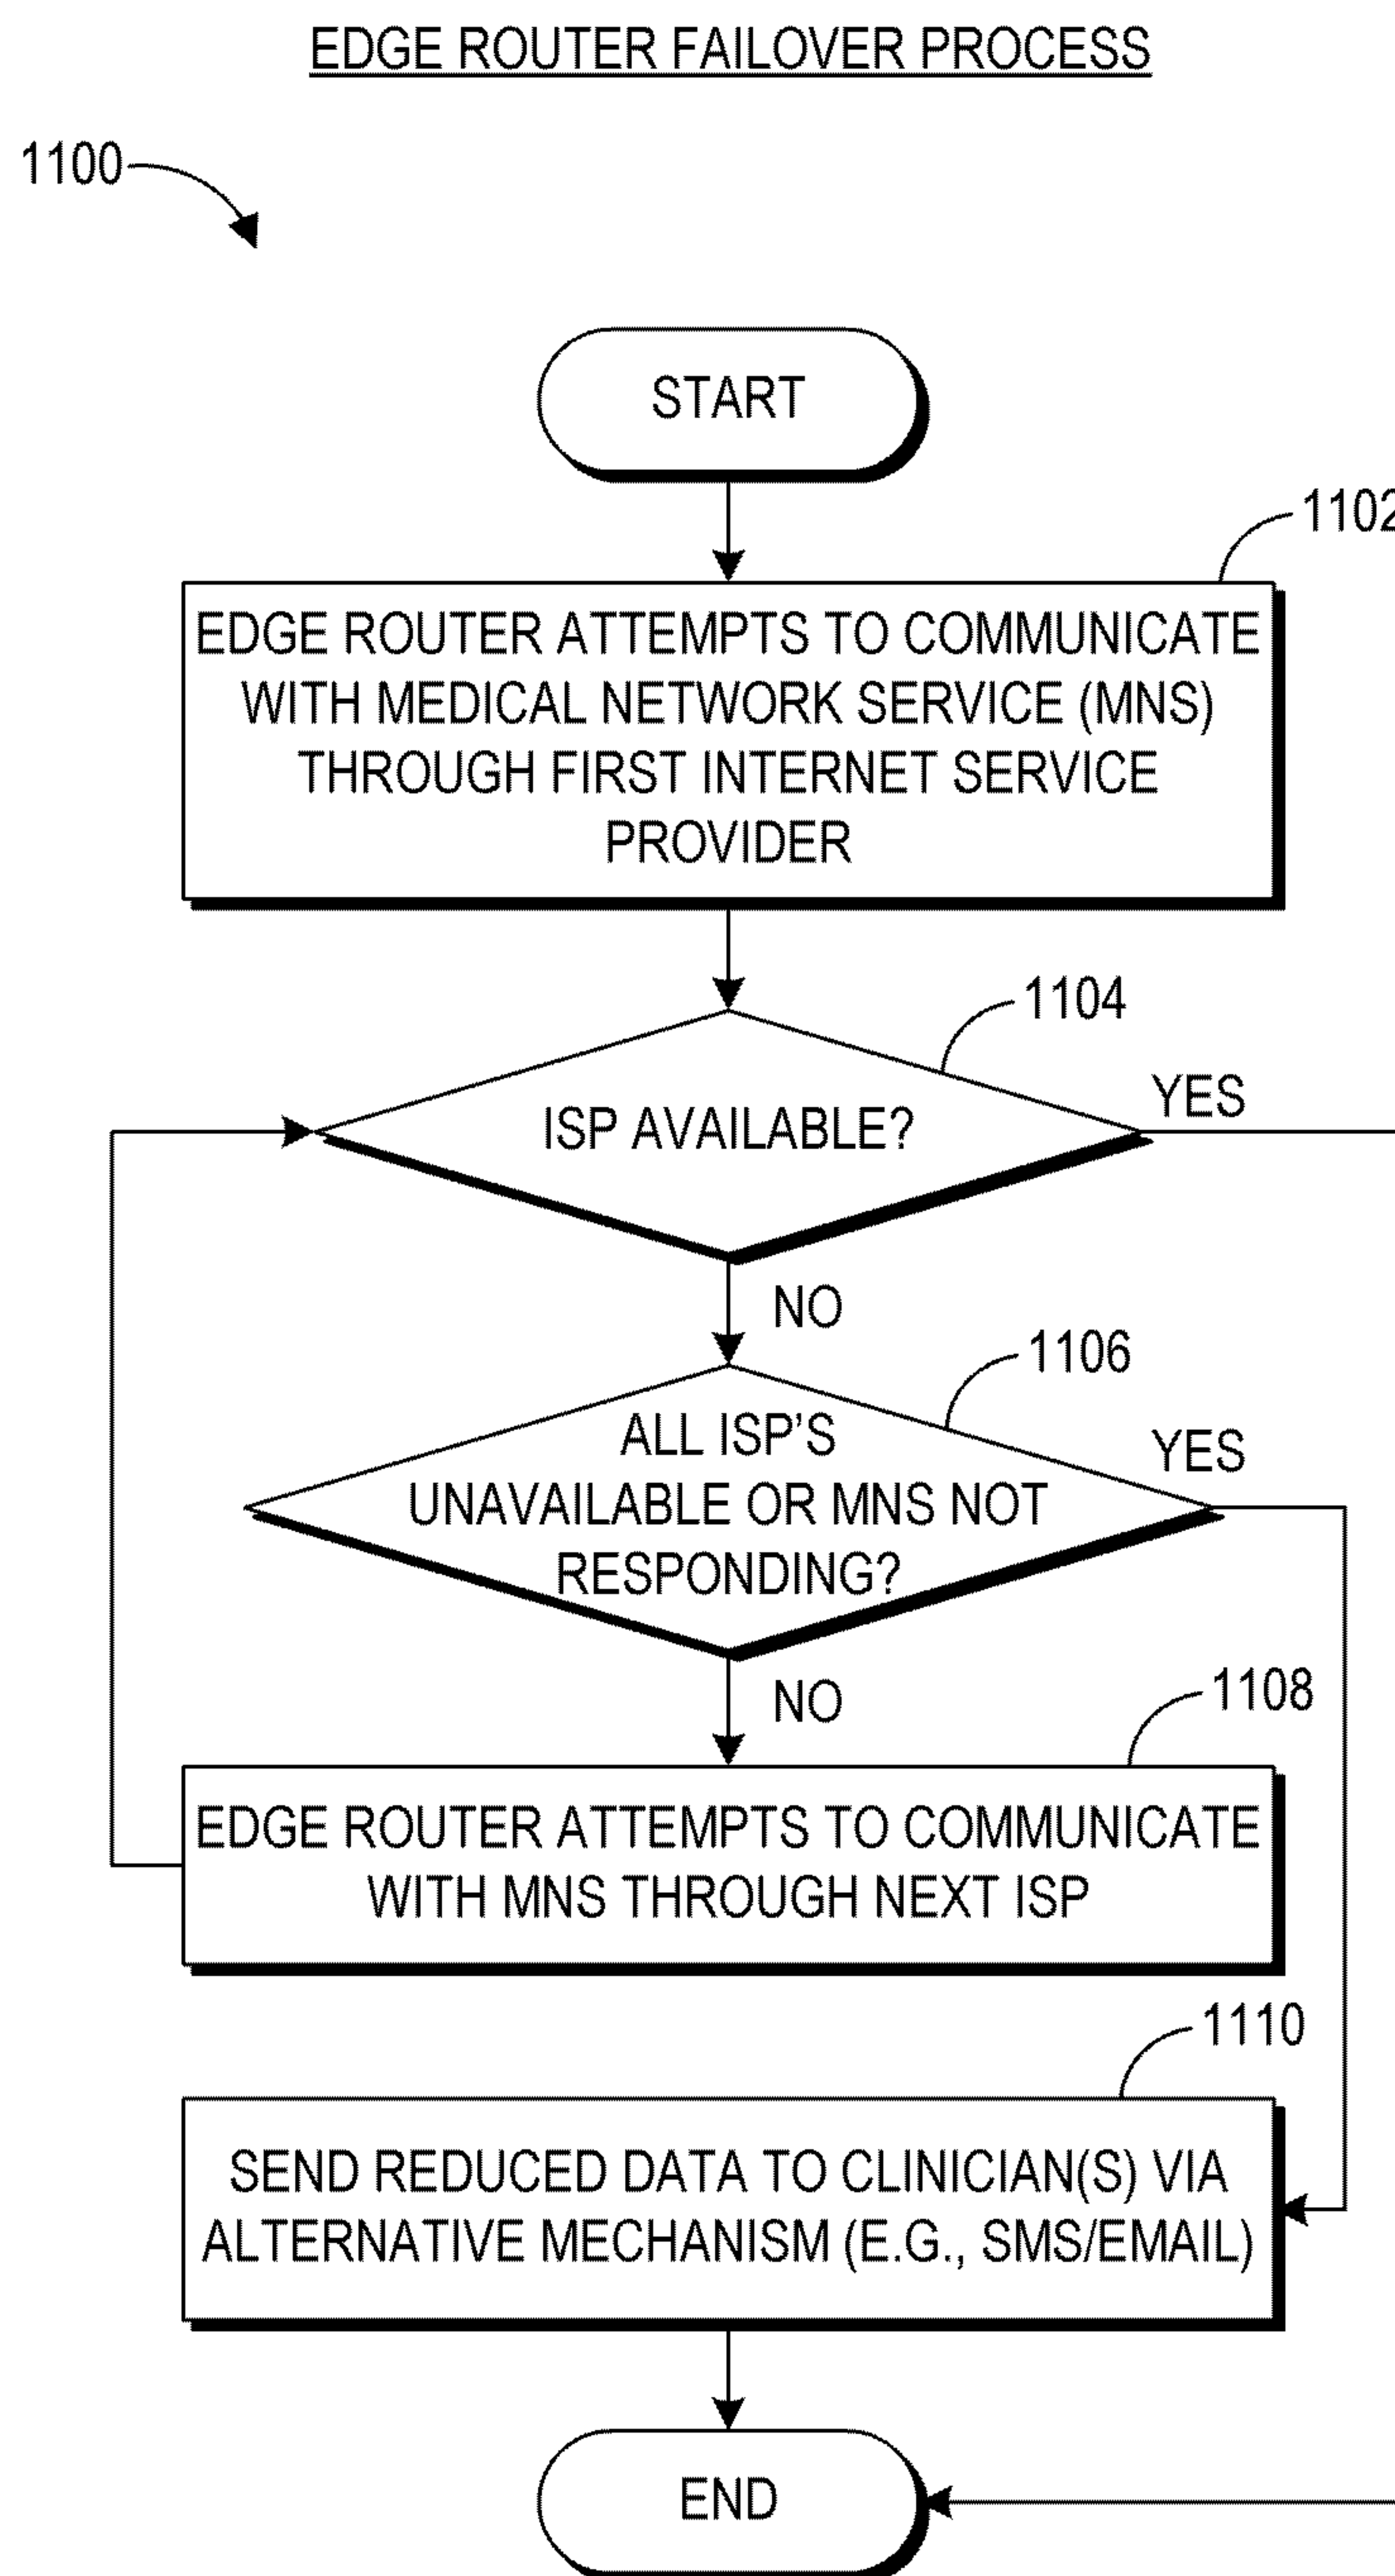 EDGE ROUTER FAILOVER PROCESS
1100
START
1102
EDGE ROUTER ATTEMPTS TO COMMUNICATE
WITH MEDICAL NETWORK SERVICE (MNS)
THROUGH FIRST INTERNET SERVICE
PROVIDER
1104
ISP AVAILABLE?
YES
NO
1106
ALL ISP'S
UNAVAILABLE OR MNS NOT
RESPONDING?
YES
NO
1108
EDGE ROUTER ATTEMPTS TO COMMUNICATE
WITH MNS THROUGH NEXT ISP
1110
SEND REDUCED DATA TO CLINICIAN(S) VIA
ALTERNATIVE MECHANISM (E.G., SMS/EMAIL)
END